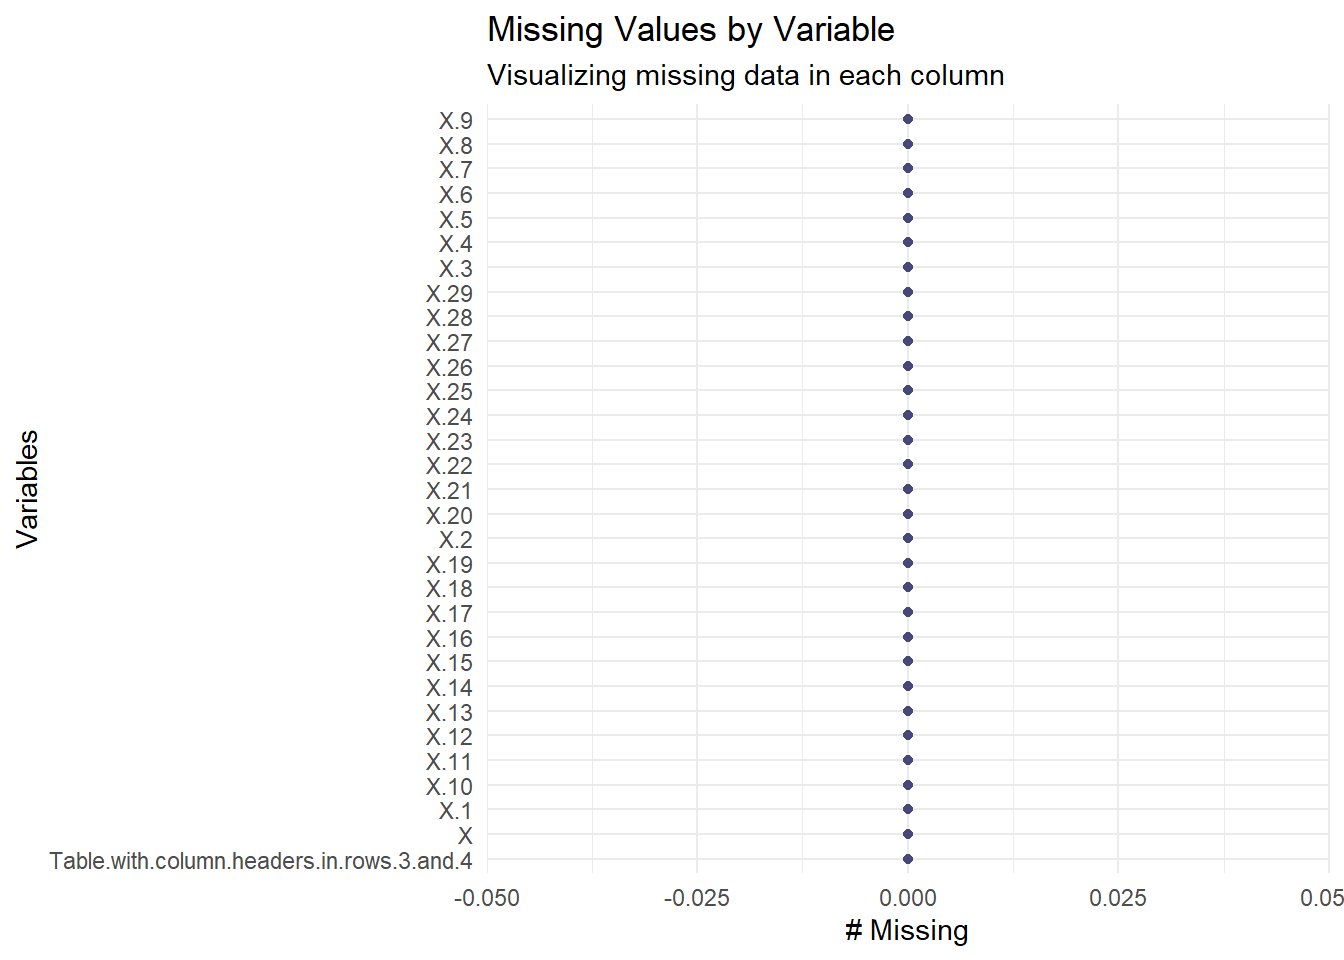 Missing Values by Variable
Visualizing missing data in each column
Variables
X.9
X.8
X.7
X.6
X.5
X.4
X.3
X.29
X.28
X.27
X.26
X.25
X.24
X.23
X.22
X.21
X.20
X.2
X.19
X.18
X.17
X.16
X.15
X.14
X.13
X.12
X.11
X.10
X.1
X
Table.with.column.headers.in.rows.3.and.4
-0.050 -0.025 0.000 0.025 0.05
# Missing